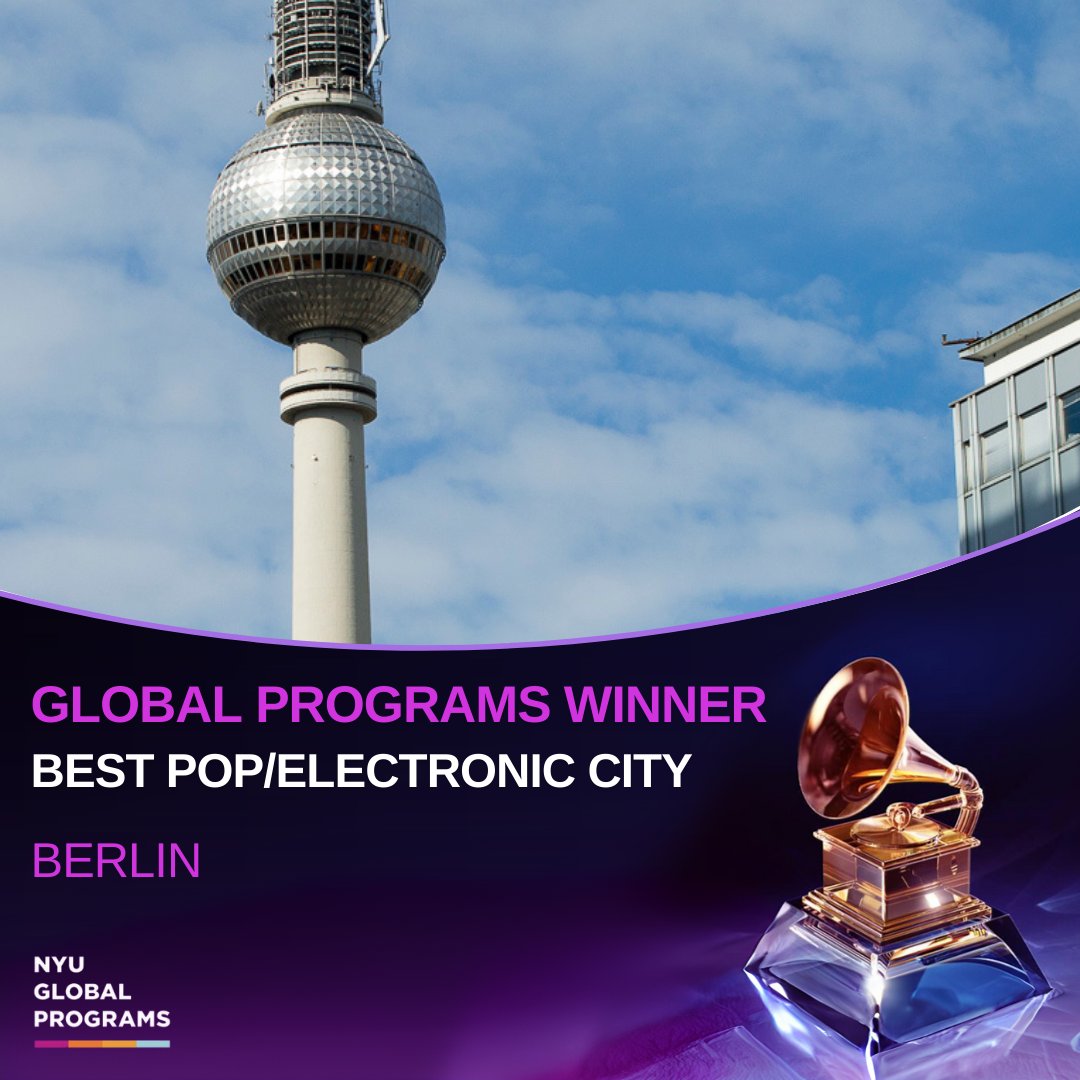 GLOBAL PROGRAMS WINNER
BEST POP/ELECTRONIC CITY
BERLIN
NYU
GLOBAL
PROGRAMS